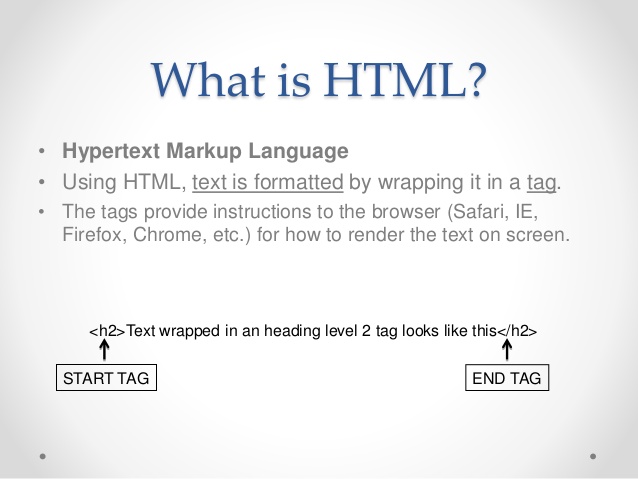 What is HTML?
• Hypertext Markup Language
• Using HTML, text is formatted by wrapping it in a tag.
• The tags provide instructions to the browser (Safari, IE,
Firefox, Chrome, etc.) for how to render the text on screen.
<h2>Text wrapped in an heading level 2 tag looks like this</h2>
START TAG
END TAG